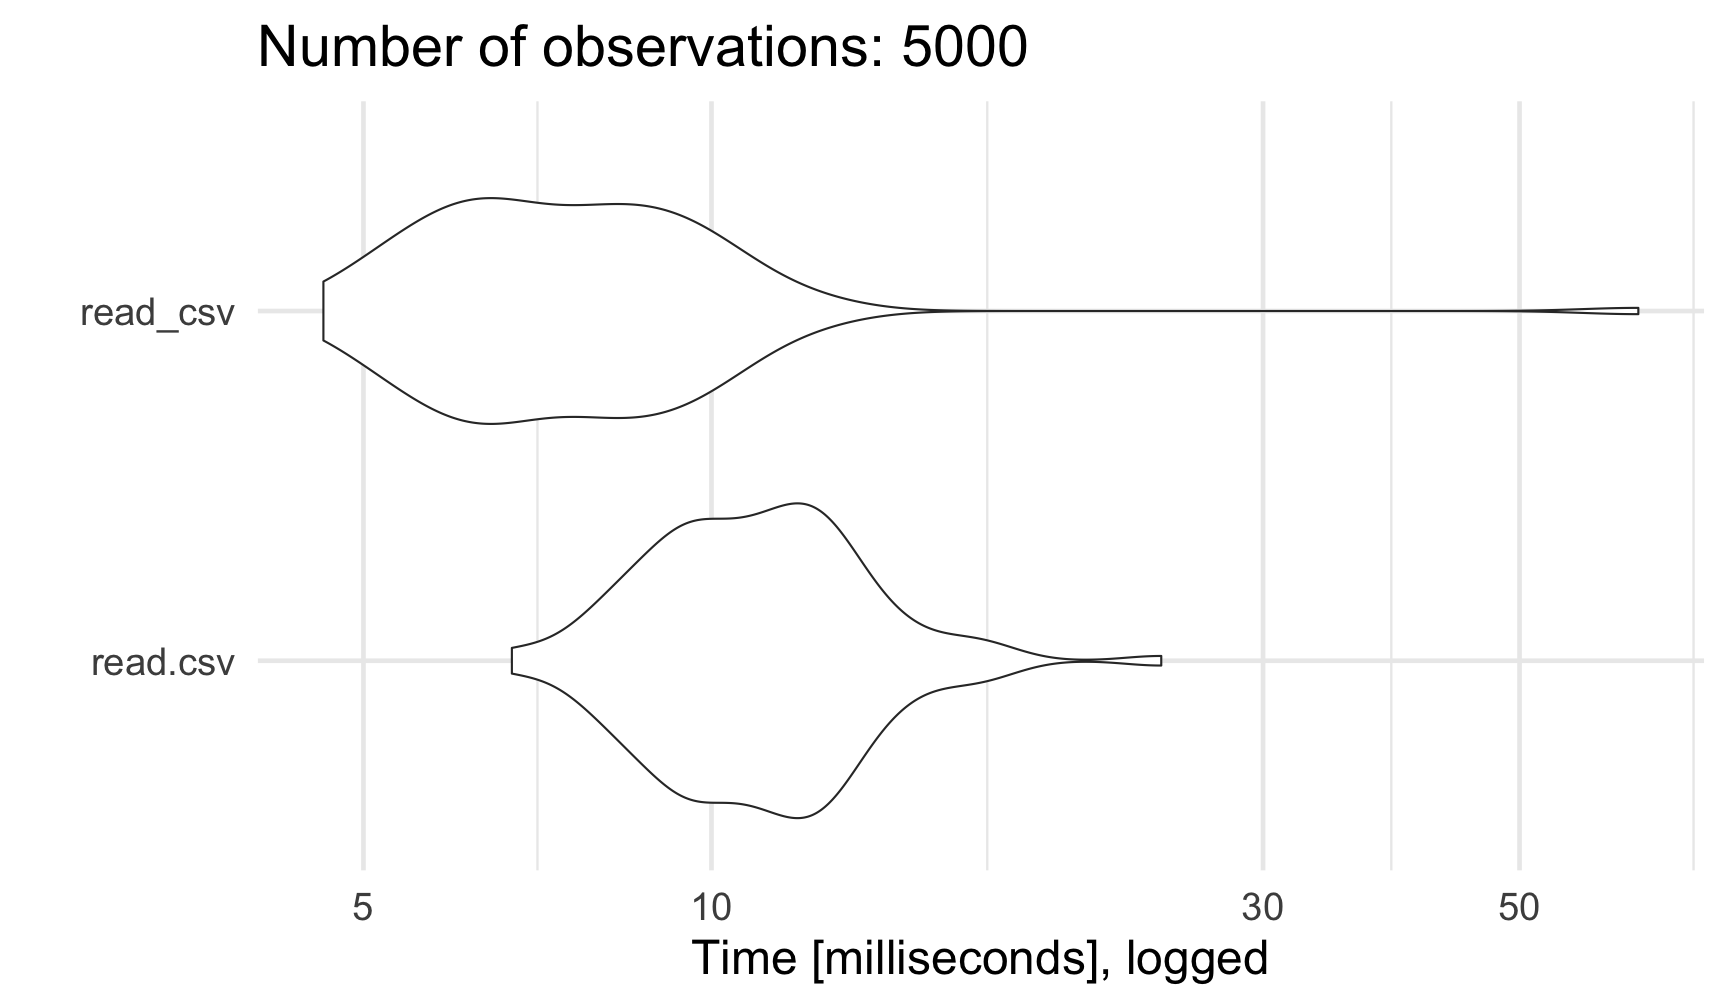 Number of observations: 5000
read_csv
read.csv
5 10 30 50
Time [milliseconds], logged